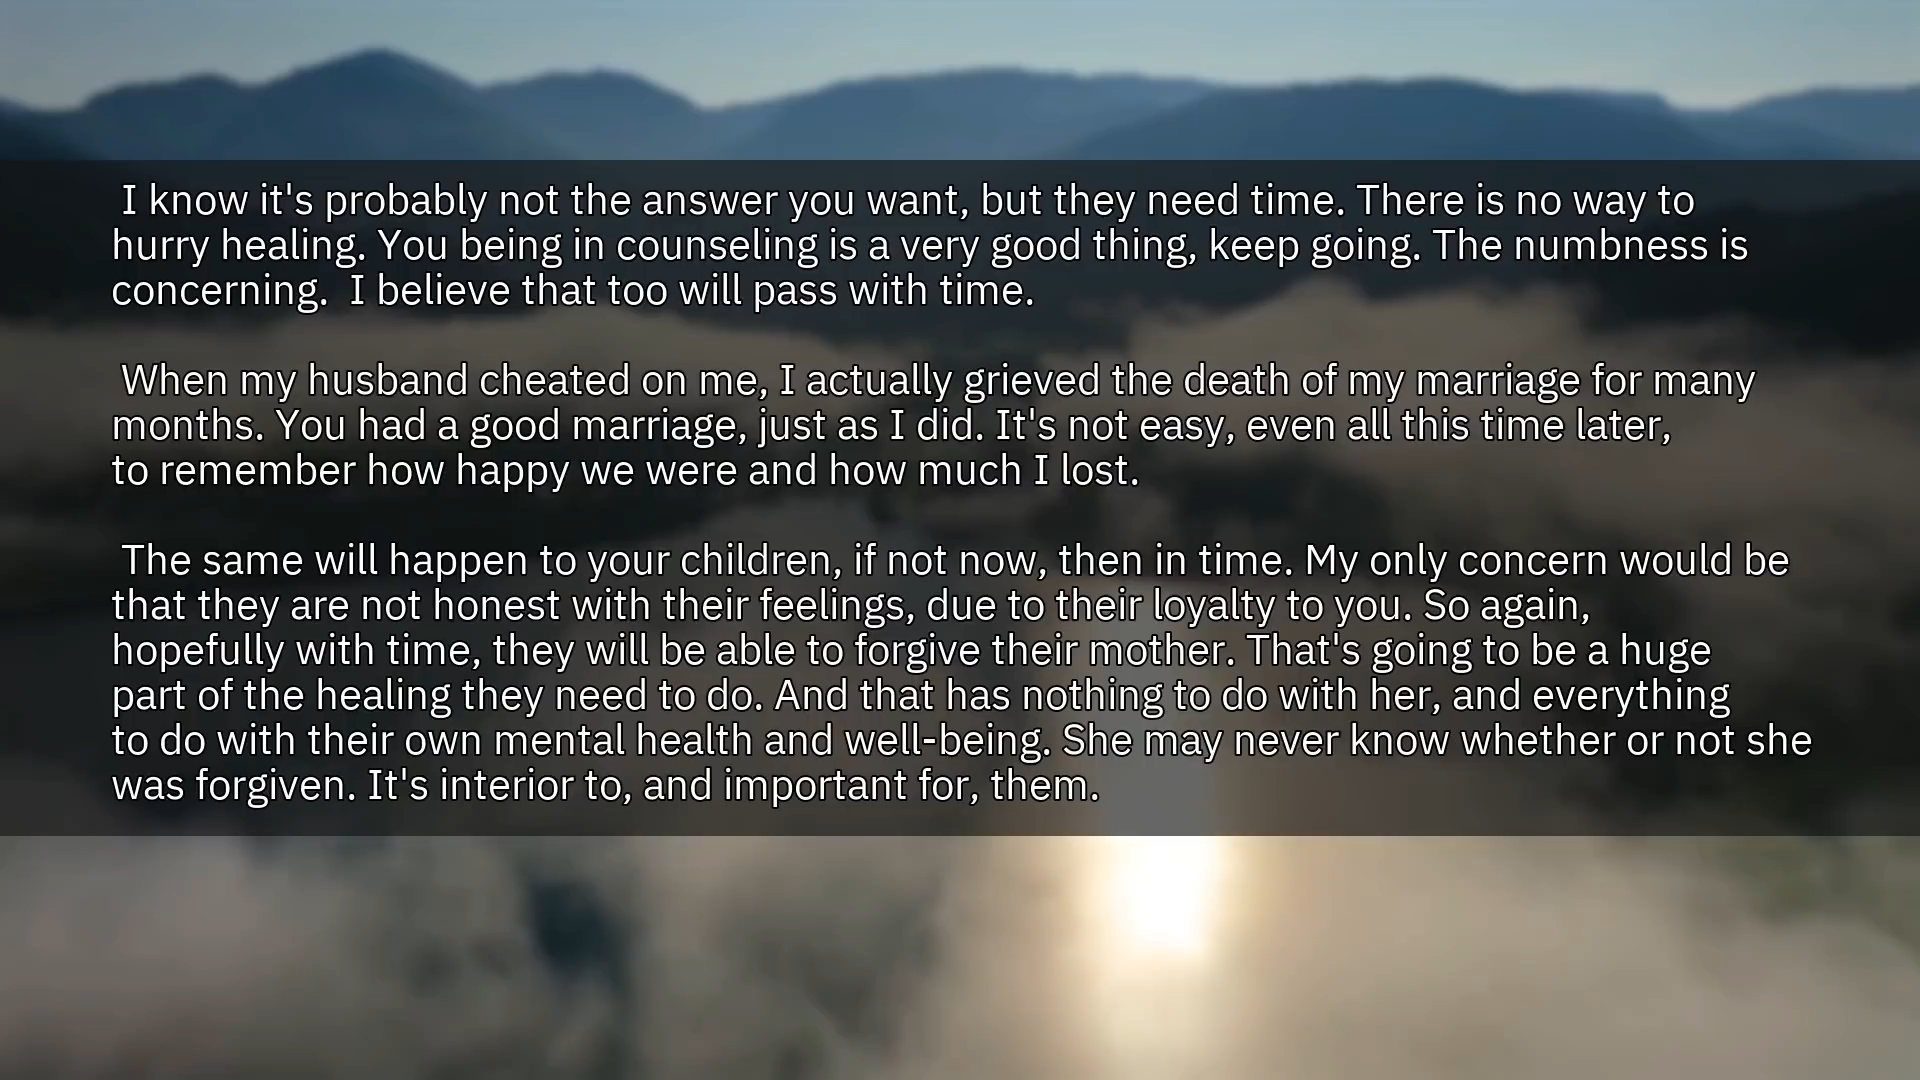 I know it's probably not the answer you want, but they need time. There is no way to
hurry healing. You being in counseling is a very good thing, keep going. The numbness is
concerning.  I believe that too will pass with time.
When my husband cheated on me, I actually grieved the death of my marriage for many
months. You had a good marriage, just as I did. It's not easy, even all this time later,
to remember how happy we were and how much I lost.
The same will happen to your children, if not now, then in time. My only concern would be
that they are not honest with their feelings, due to their loyalty to you. So again,
hopefully with time, they will be able to forgive their mother. That's going to be a huge
part of the healing they need to do. And that has nothing to do with her, and everything
to do with their own mental health and well-being. She may never know whether or not she
was forgiven. It's interior to, and important for, them.